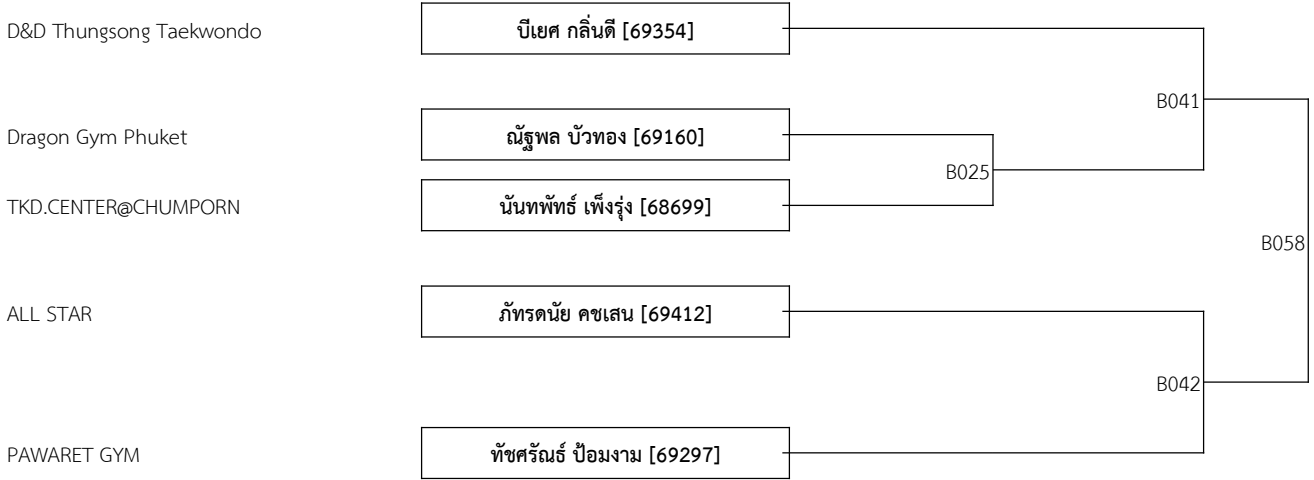 D&D Thungsong Taekwondo
บีเยศ กลิ่นดี [69354]
B041
Dragon Gym Phuket
ณัฐพล บัวทอง [69160]
B025
TKD.CENTER@CHUMPORN
นันทพัทธ์ เพ็งรุ่ง [68699]
B058
ALL STAR
ภัทรดนัย คชเสน [69412]
B042
PAWARET GYM
ทัชศรัณธ์ ป้อมงาม [69297]